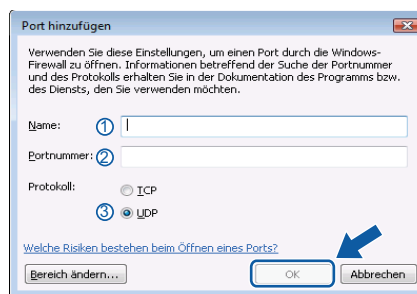 Port hinzufügen
Verwenden Sie diese Einstellungen, um einen Port durch die Windows-
Firewall zu öffnen. Informationen betreffend der Suche der Portnummer
und des Protokolls erhalten Sie in der Dokumentation des Programms bzw.
des Diensts, den Sie verwenden möchten.
Name: 1
Portnummer: 2
Protokoll: TCP
3 UDP
Welche Risiken bestehen beim Öffnen eines Ports?
Bereich ändern... OK Abbrechen